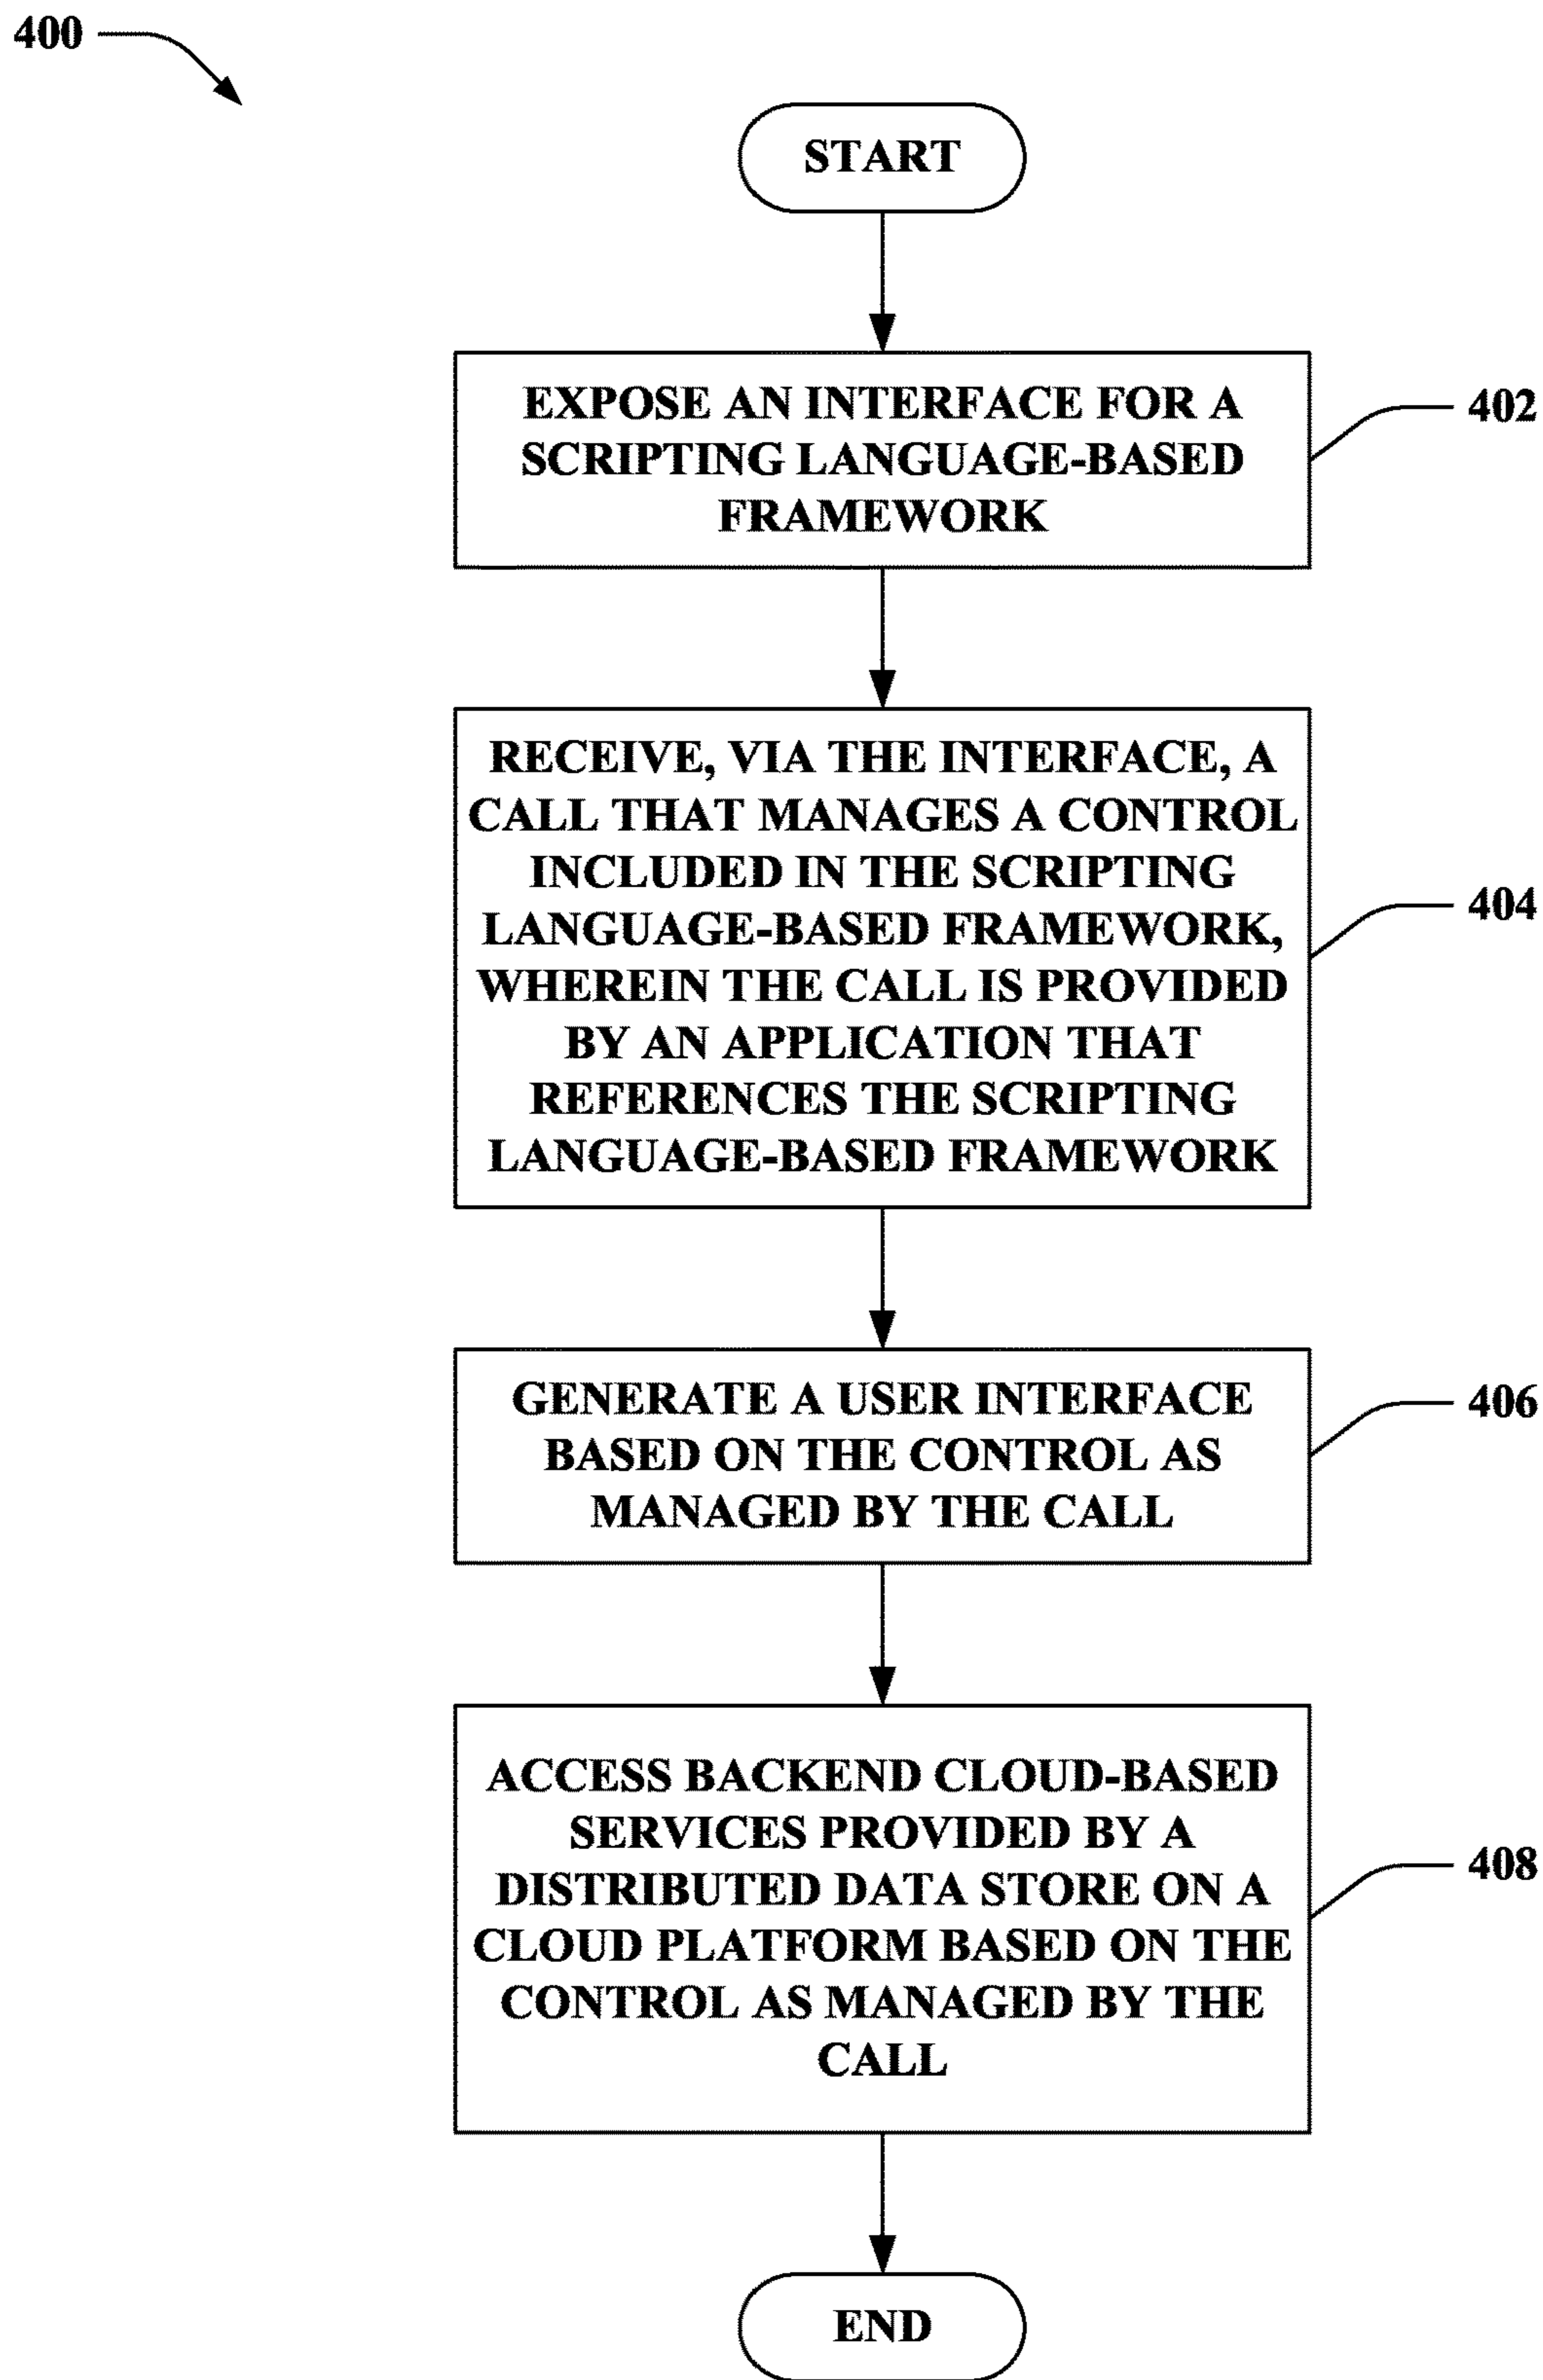 400
START
EXPOSE AN INTERFACE FOR A
SCRIPTING LANGUAGE-BASED
FRAMEWORK
402
RECEIVE, VIA THE INTERFACE, A
CALL THAT MANAGES A CONTROL
INCLUDED IN THE SCRIPTING
LANGUAGE-BASED FRAMEWORK,
WHEREIN THE CALL IS PROVIDED
BY AN APPLICATION THAT
REFERENCES THE SCRIPTING
LANGUAGE-BASED FRAMEWORK
404
GENERATE A USER INTERFACE
BASED ON THE CONTROL AS
MANAGED BY THE CALL
406
ACCESS BACKEND CLOUD-BASED
SERVICES PROVIDED BY A
DISTRIBUTED DATA STORE ON A
CLOUD PLATFORM BASED ON THE
CONTROL AS MANAGED BY THE
CALL
408
END